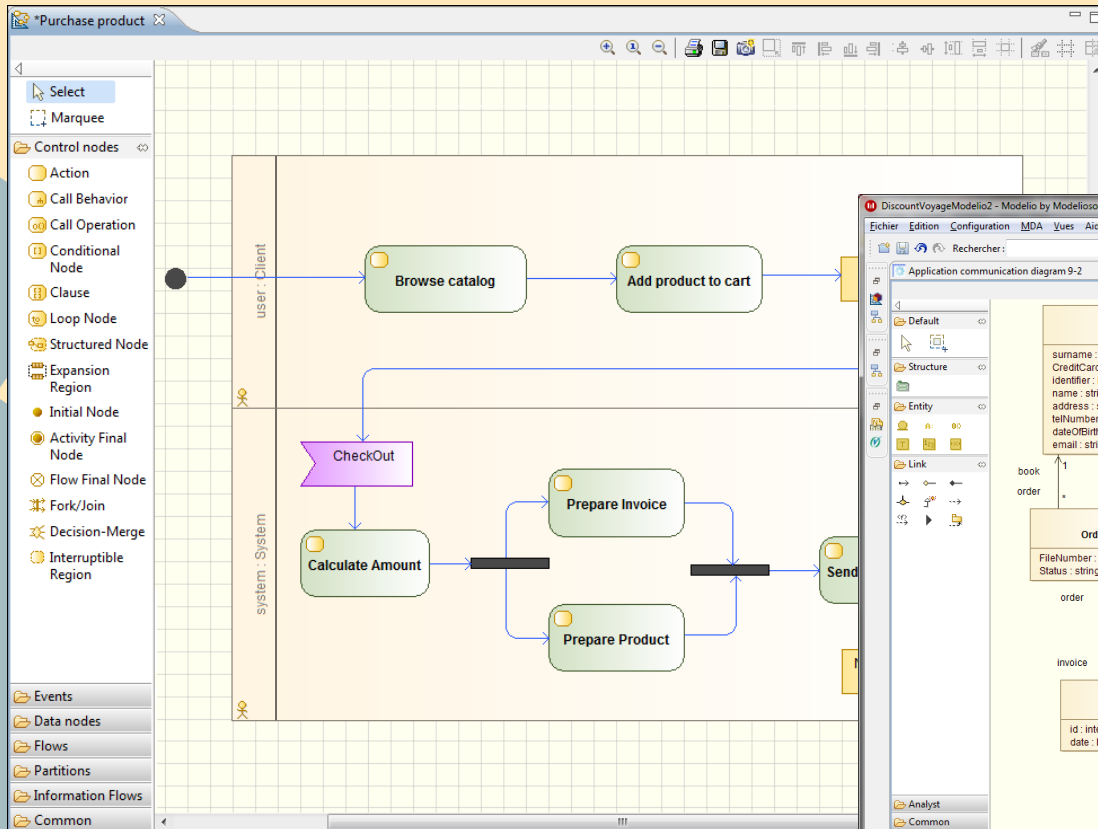 *Purchase product
Select
Marquee
Control nodes
Action
Call Behavior
Call Operation
Conditional
Node
Clause
Loop Node
Structured Node
Expansion
Region
Initial Node
Activity Final
Node
Flow Final Node
Fork/Join
Decision-Merge
Interruptible
Region
Events
Data nodes
Flows
Partitions
Information Flows
Common
user : Client
Browse catalog
Add product to cart
system : System
CheckOut
Calculate Amount
Prepare Invoice
Prepare Product
Send
DiscountVoyageModelio2 - Modelio by Modelioso
Fichier Edition Configuration MDA Vues Aid
Rechercher:
Application communication diagram 9-2
Default
Structure
Entity
Link
Analyst
Common
surname :
CreditCard
identifier :
name : stri
address : s
telNumber
dateOfBirth
email : stri
1
book
order
*
Ord
FileNumber :
Status : string
order
invoice
id : inte
date :